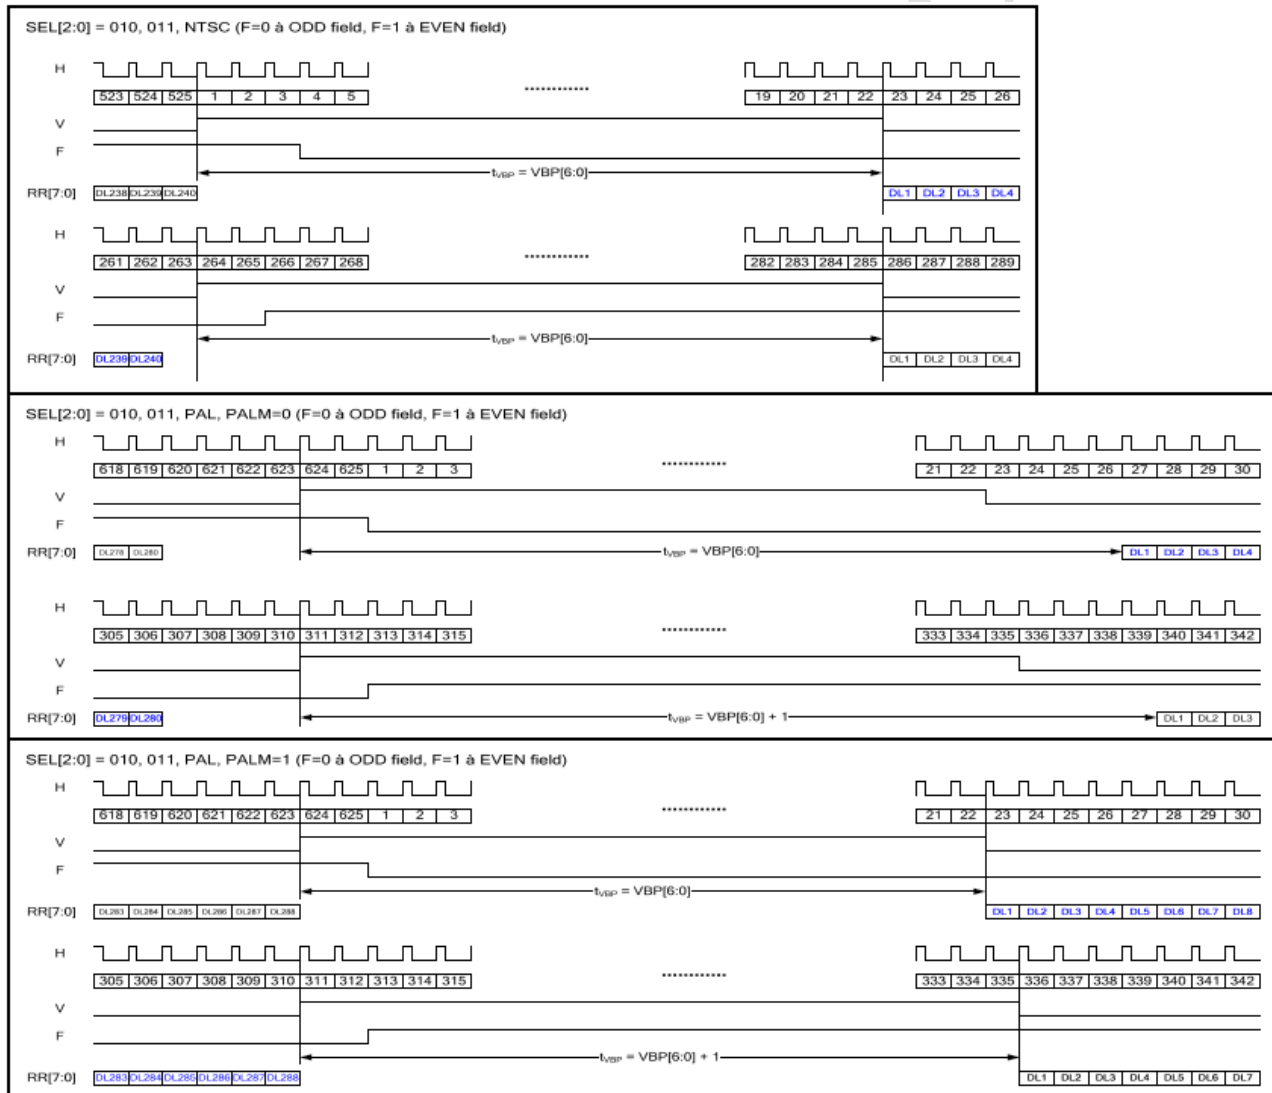 SEL[2:0] = 010, 011, NTSC (F=0 à ODD field, F=1 à EVEN field)
H
523 524 525 1 2 3 4 5 ............ 19 20 21 22 23 24 25 26
V
F
tVBP = VBP[6:0]
RR[7:0] DL238 DL239 DL240 DL1 DL2 DL3 DL4
H
261 262 263 264 265 266 267 268 ............ 282 283 284 285 286 287 288 289
V
F
tVBP = VBP[6:0]
RR[7:0] DL239 DL240 DL1 DL2 DL3 DL4
SEL[2:0] = 010, 011, PAL, PALM=0 (F=0 à ODD field, F=1 à EVEN field)
H
618 619 620 621 622 623 624 625 1 2 3 ............ 21 22 23 24 25 26 27 28 29 30
V
F
RR[7:0] DL278 DL280 tVBP = VBP[6:0] DL1 DL2 DL3 DL4
H
305 306 307 308 309 310 311 312 313 314 315 ............ 333 334 335 336 337 338 339 340 341 342
V
F
RR[7:0] DL279 DL280 tVBP = VBP[6:0] + 1 DL1 DL2 DL3
SEL[2:0] = 010, 011, PAL, PALM=1 (F=0 à ODD field, F=1 à EVEN field)
H
618 619 620 621 622 623 624 625 1 2 3 ............ 21 22 23 24 25 26 27 28 29 30
V
F
tVBP = VBP[6:0]
RR[7:0] DL283 DL284 DL285 DL286 DL287 DL288 DL1 DL2 DL3 DL4 DL5 DL6 DL7 DL8
H
305 306 307 308 309 310 311 312 313 314 315 ............ 333 334 335 336 337 338 339 340 341 342
V
F
tVBP = VBP[6:0] + 1
RR[7:0] DL283 DL284 DL285 DL286 DL287 DL288 DL1 DL2 DL3 DL4 DL5 DL6 DL7